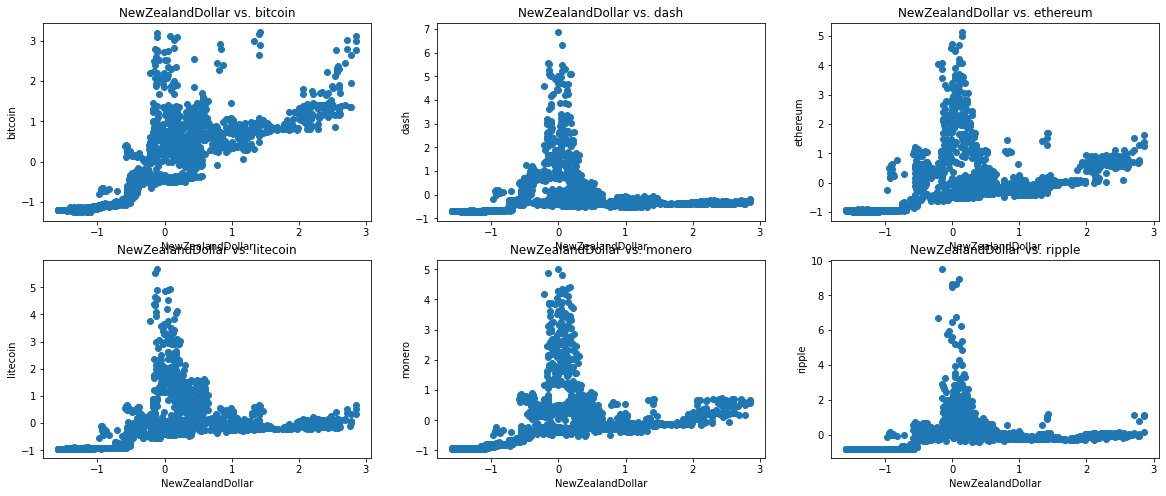 NewZealandDollar vs. bitcoin
NewZealandDollar vs. dash
NewZealandDollar vs. ethereum
3
2
1
0
−1
bitcoin
−1 0 1 2 3
NewZealandDollar
7
6
5
4
3
2
1
0
−1
dash
−1 0 1 2 3
NewZealandDollar
5
4
3
2
1
0
−1
ethereum
−1 0 1 2 3
NewZealandDollar
NewZealandDollar vs. litecoin
NewZealandDollar vs. monero
NewZealandDollar vs. ripple
5
4
3
2
1
0
−1
litecoin
−1 0 1 2 3
NewZealandDollar
5
4
3
2
1
0
−1
monero
−1 0 1 2 3
NewZealandDollar
10
8
6
4
2
0
ripple
−1 0 1 2 3
NewZealandDollar